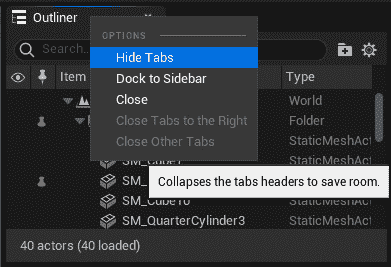 Outliner
OPTIONS
Search...
Hide Tabs
Item
Type
Dock to Sidebar
World
Close
Folder
Close Tabs to the Right
StaticMeshAct
Close Other Tabs
StaticMeshAct
SM_Cube7
SM_
Collapses the tabs headers to save room.
SM_Cube10
StaticMeshAct
SM_QuarterCylinder3
StaticMeshAct
40 actors (40 loaded)